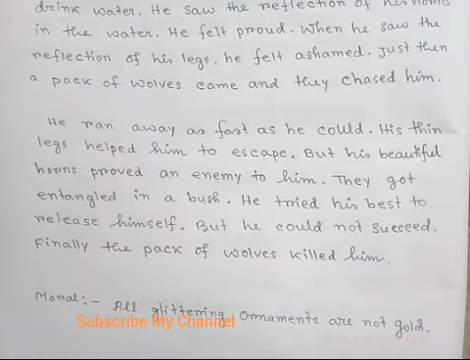 drink water. He saw the reflection of his horns
in the water. He felt proud. When he saw the
reflection of his legs, he felt ashamed. Just then
a pack of wolves came and they chased him.
He ran away as fast as he could. His thin
legs helped him to escape. But his beautiful
horns proved an enemy to him. They got
entangled in a bush. He tried his best to
release himself. But he could not succeed.
Finally the pack of wolves killed him.
Moral:- All glittering ornaments are not gold.
Subscribe My Channel